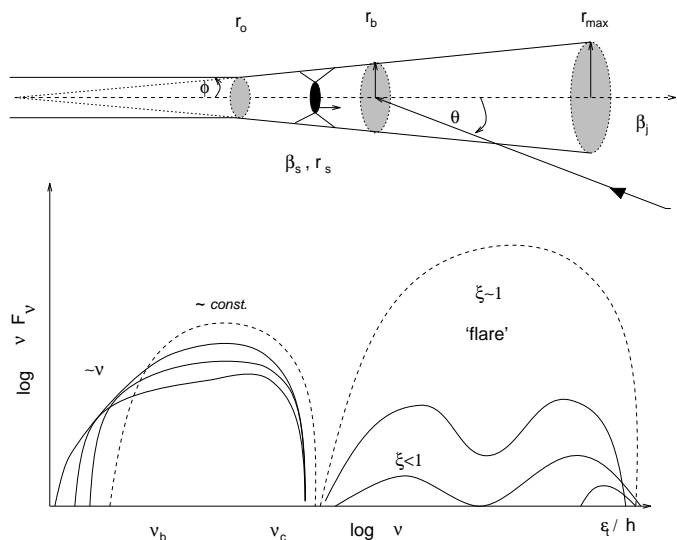 r_o r_b r_max
ϕ
θ
β_j
β_s , r_s
log ν F_ν
~ν
~ const.
ξ~1
'flare'
ξ<1
ν_b ν_c log ν ε_t / h